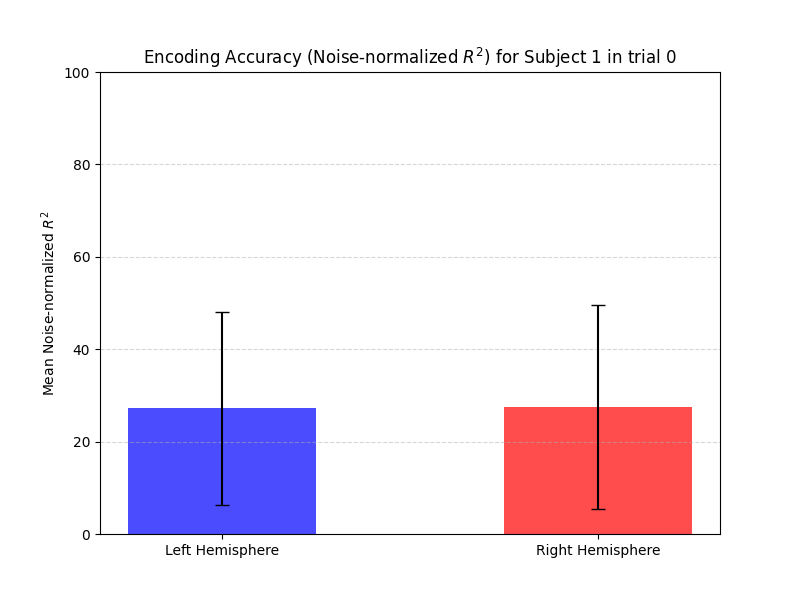 Encoding Accuracy (Noise-normalized R²) for Subject 1 in trial 0
100
80
60
40
20
0
Mean Noise-normalized R²
Left Hemisphere
Right Hemisphere